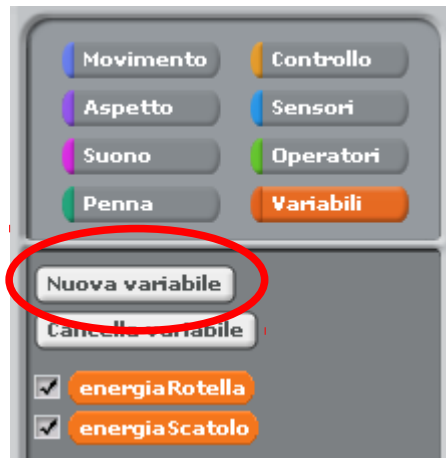 Movimento Controllo
Aspetto Sensori
Suono Operatori
Penna Variabili
Nuova variabile
Cancella variabile
energiaRotella
energiaScatolo